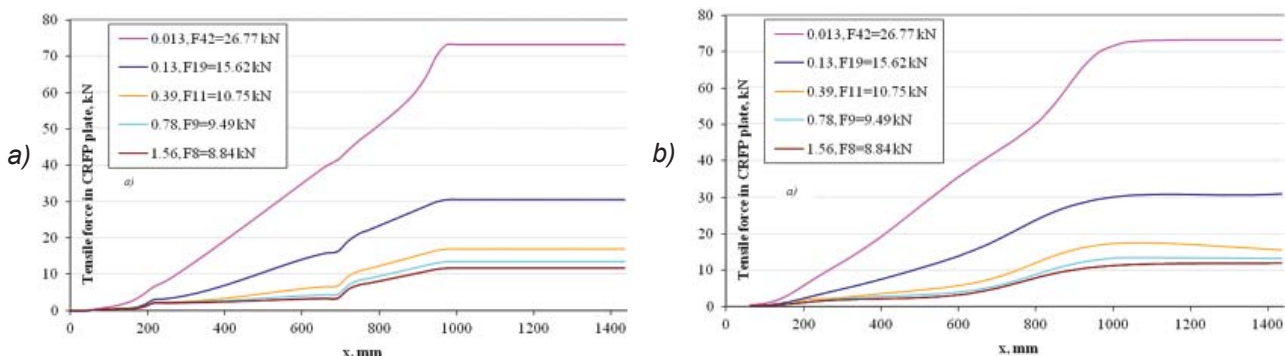 a)
Tensile force in CRFP plate, kN
80
70
60
50
40
30
20
10
0
0.013, F42=26.77 kN
0.13, F19=15.62 kN
0.39, F11=10.75 kN
0.78, F9=9.49 kN
1.56, F8=8.84 kN
a)
0 200 400 600 800 1000 1200 1400
x, mm
b)
Tensile force in CRFP plate, kN
80
70
60
50
40
30
20
10
0
0.013, F42=26.77 kN
0.13, F19=15.62 kN
0.39, F11=10.75 kN
0.78, F9=9.49 kN
1.56, F8=8.84 kN
a)
0 200 400 600 800 1000 1200 1400
x, mm